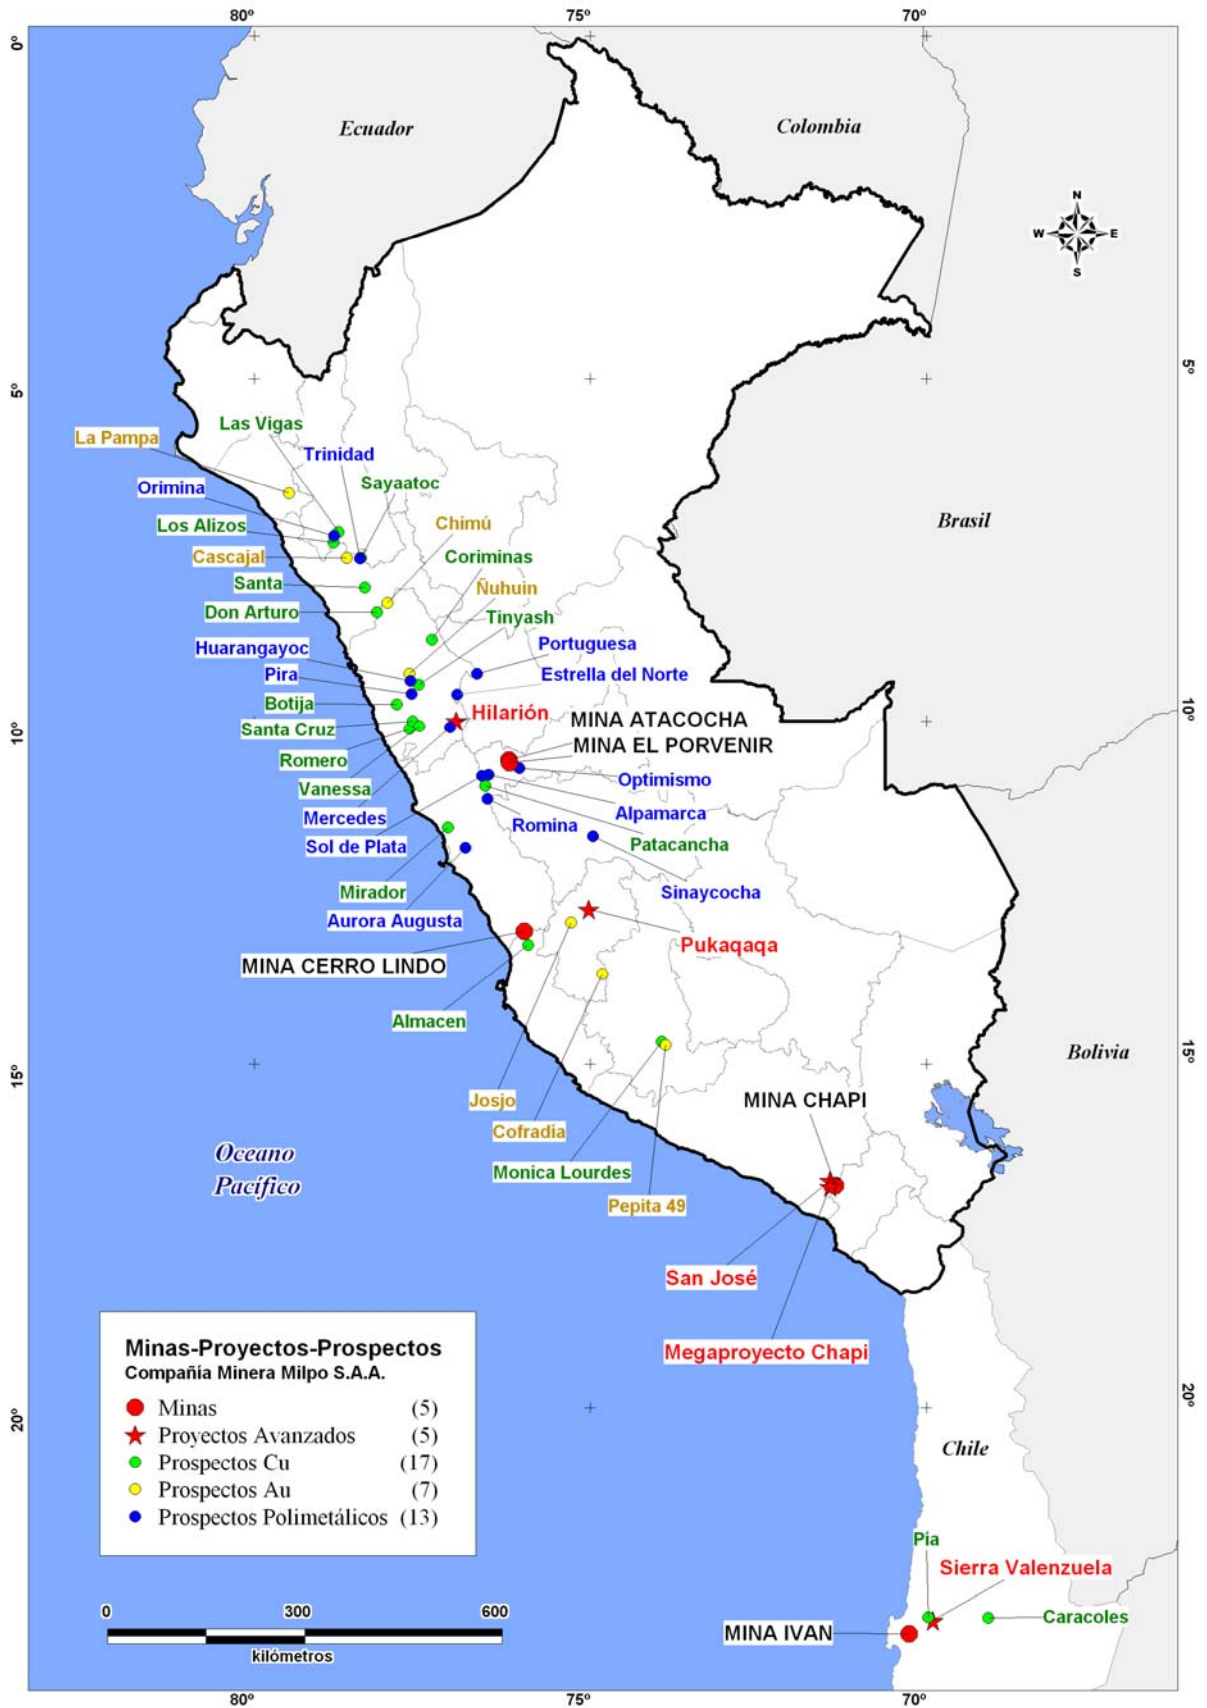 80º 75º 70º
0º
Ecuador
Colombia
N
W E
S
5º 5º
Las Vigas
La Pampa
Trinidad
Sayaatoc
Orimina
Chimú
Los Alizos
Brasil
Cascajal
Coriminas
Santa
Ñuhuin
Don Arturo
Tinyash
Huarangayoc
Portuguesa
Pira
Estrella del Norte
Botija
Hilarión
10º 10º
MINA ATACOCHA
Santa Cruz
MINA EL PORVENIR
Romero
Optimismo
Vanessa
Mercedes
Alpamarca
Romina
Sol de Plata
Patacancha
Mirador
Sinaycocha
Aurora Augusta
Pukaqaqa
MINA CERRO LINDO
Almacen
15º 15º
Bolivia
Josjo
MINA CHAPI
Cofradía
Oceano
Pacífico
Monica Lourdes
Pepita 49
San José
Megaproyecto Chapi
Minas-Proyectos-Prospectos
Compañía Minera Milpo S.A.A.
Minas (5)
Proyectos Avanzados (5)
Prospectos Cu (17)
Prospectos Au (7)
Prospectos Polimetálicos (13)
20º 20º
Chile
Pia
Sierra Valenzuela
Caracoles
MINA IVAN
0 300 600
kilómetros
80º 75º 70º